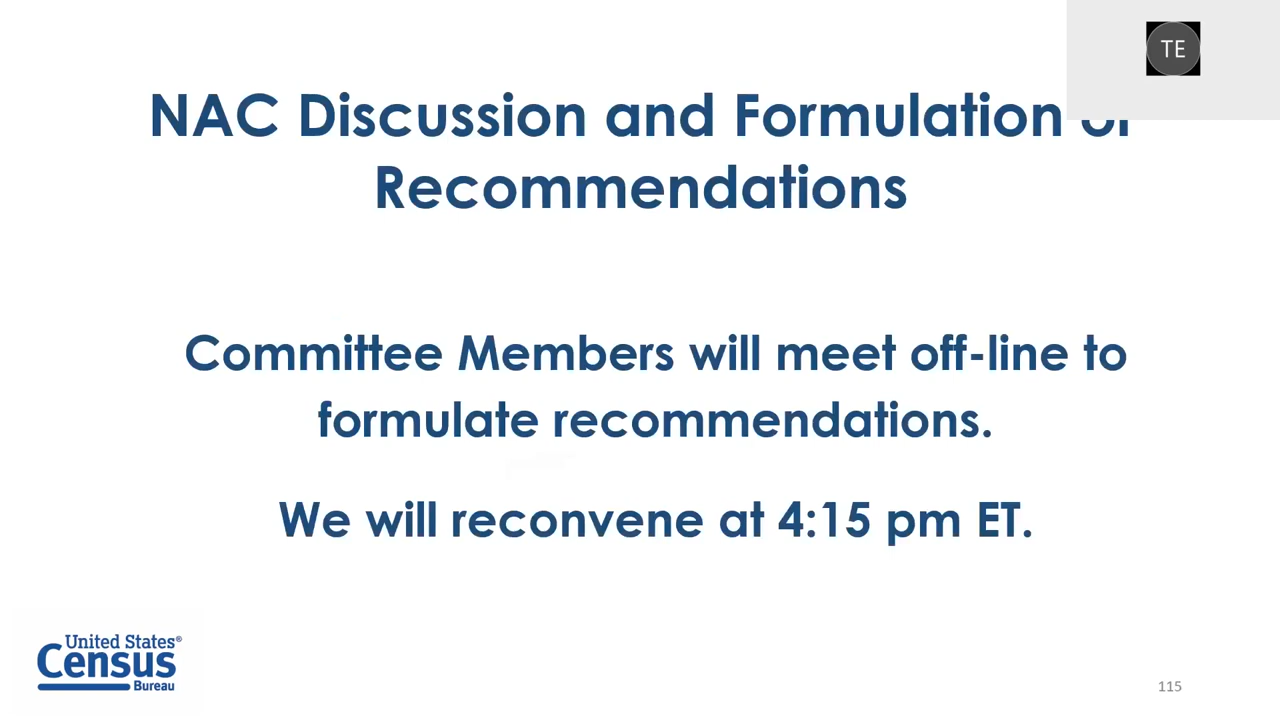 TE
NAC Discussion and Formulation of
Recommendations
Committee Members will meet off-line to
formulate recommendations.
We will reconvene at 4:15 pm ET.
United States®
Census
Bureau
115